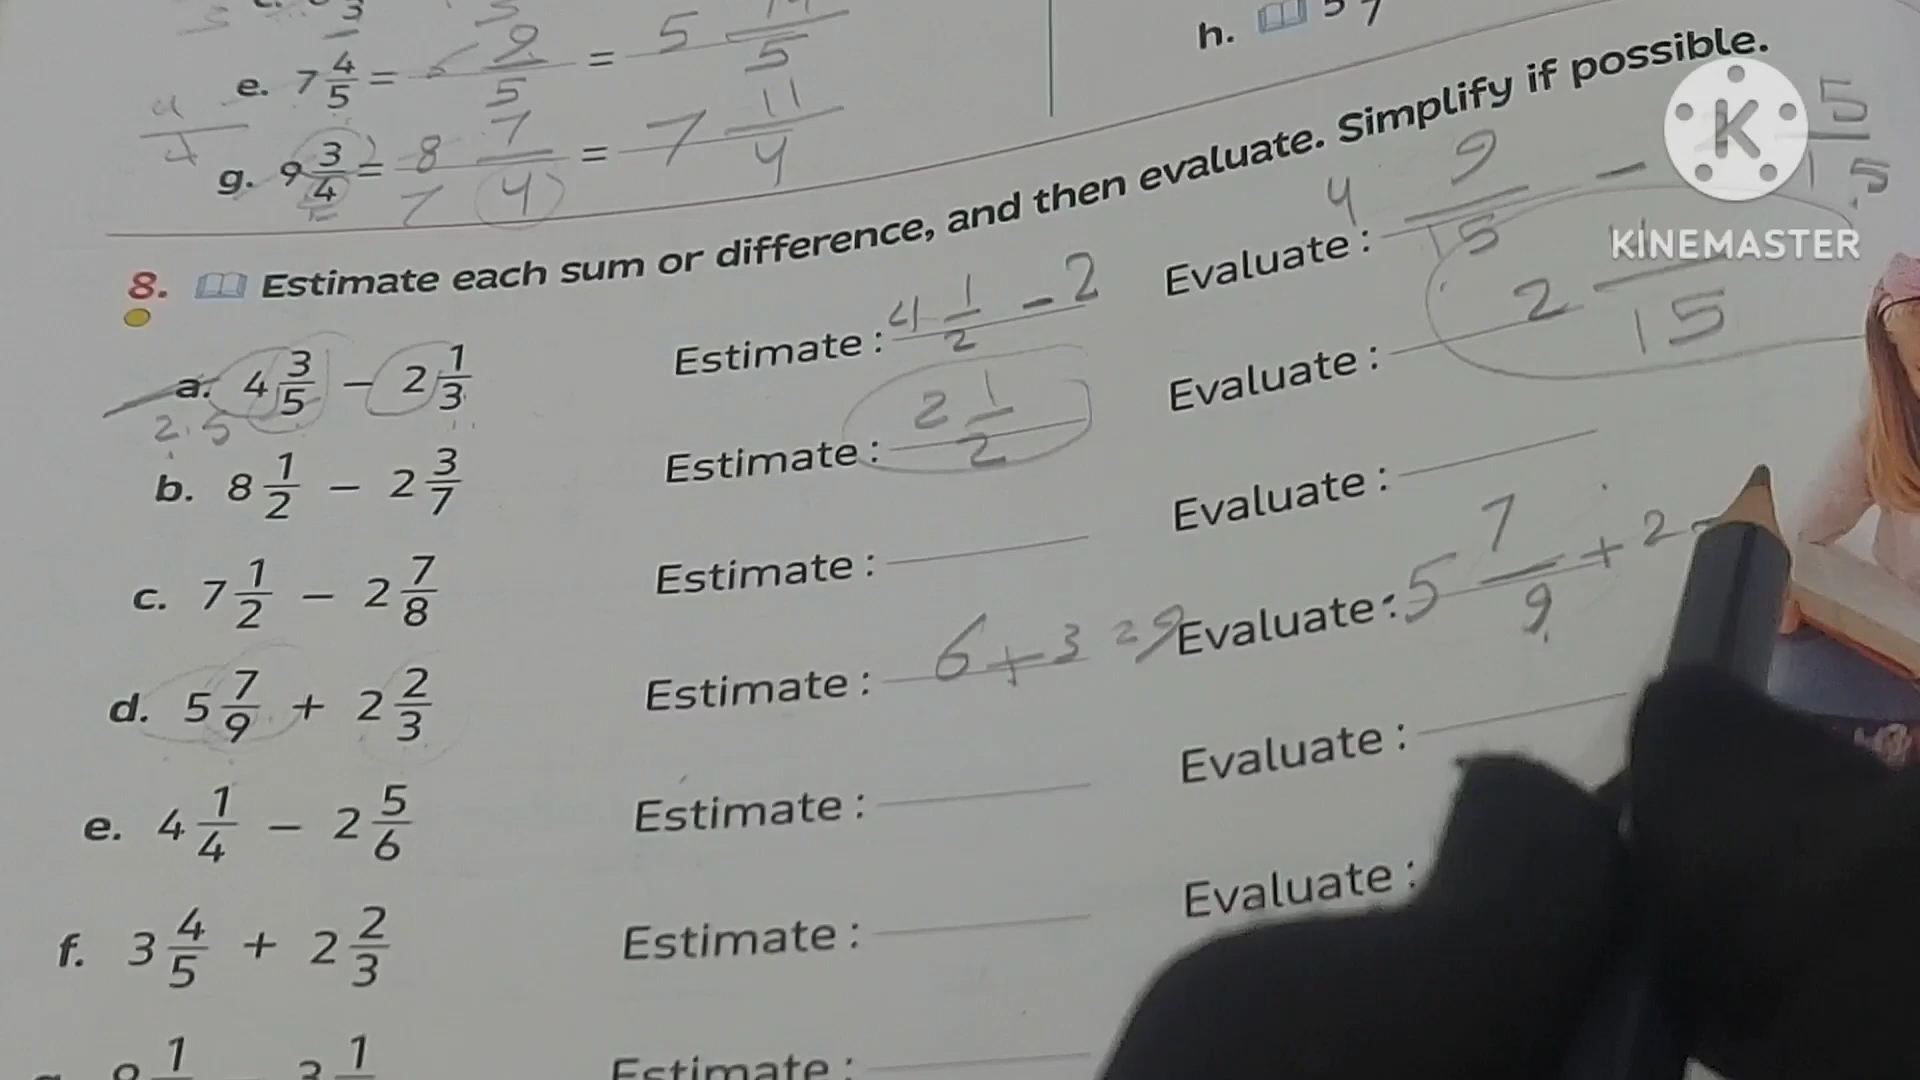 e. 7 4/5 = 6 9/5 = 5 14/5
h. 5
g. 9 3/4 = 8 7/4 = 7 11/4
8. Estimate each sum or difference, and then evaluate. Simplify if possible.
a. 4 3/5 − 2 1/3 Estimate : 4 1/2 - 2 Evaluate : 4 9/15 - 5/15
2.5
b. 8 1/2 − 2 3/7 Estimate : 2 1/2 Evaluate : 2 /15
c. 7 1/2 − 2 7/8 Estimate : Evaluate :
d. 5 7/9 + 2 2/3 Estimate : 6 + 3 = 9 Evaluate : 5 7/9 + 2
e. 4 1/4 − 2 5/6 Estimate : Evaluate :
f. 3 4/5 + 2 2/3 Estimate : Evaluate :
Estimate :
K
KINEMASTER